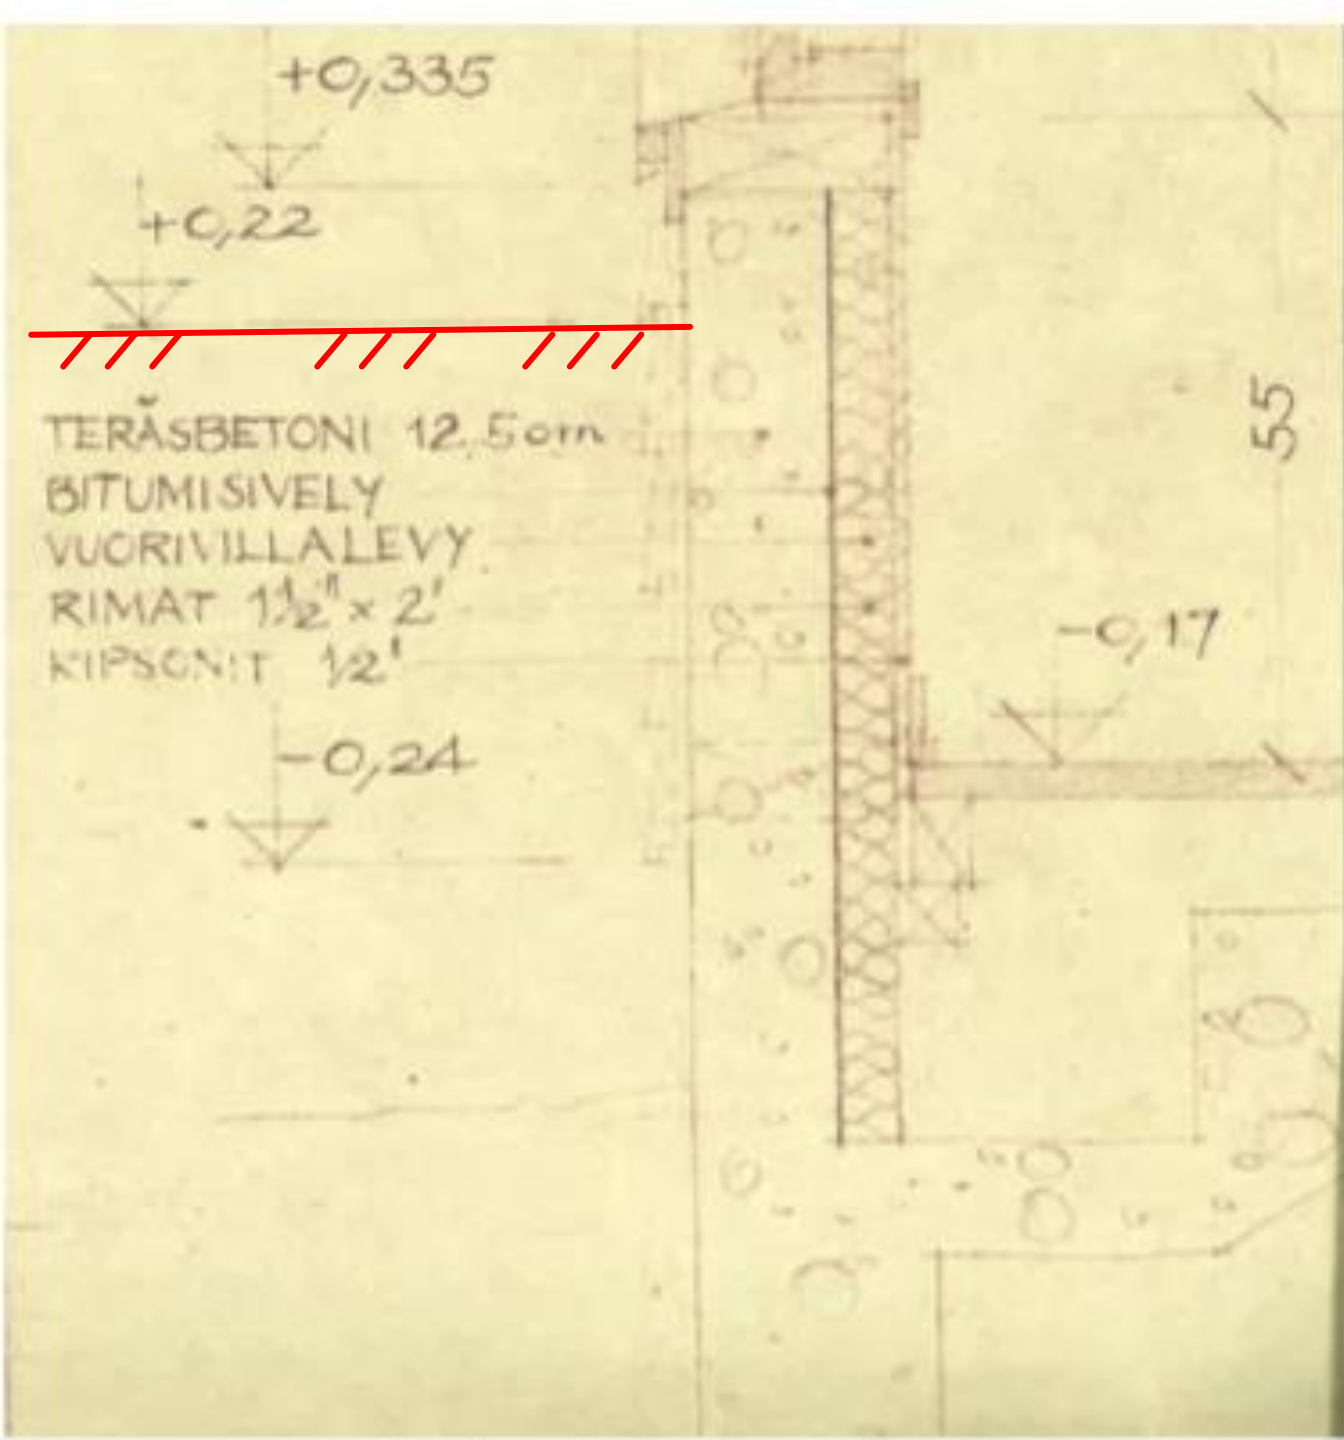 +0,335
+0,22
TERÄSBETONI 12.5cm
BITUMISIVELY
VUORIVILLALEVY
RIMAT 1½" x 2'
KIPSONIT ½'
55
-0,17
-0,24